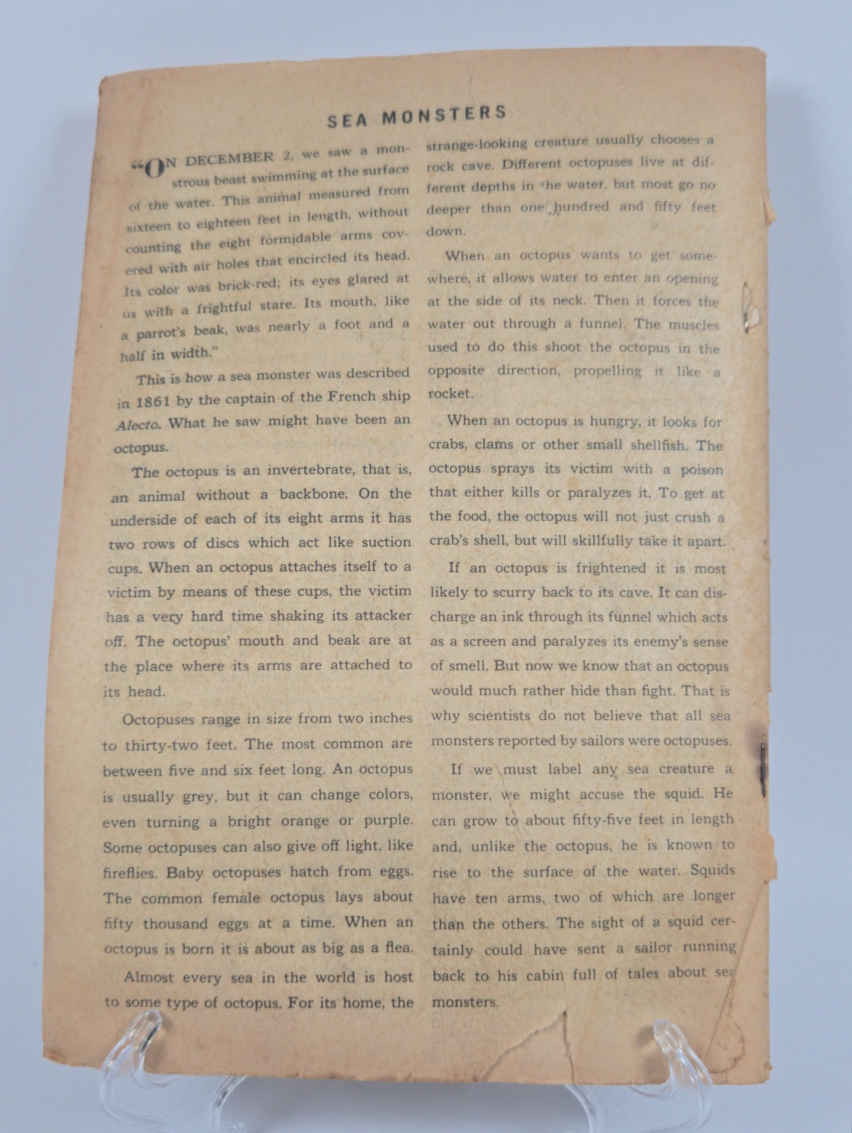 SEA MONSTERS
"ON DECEMBER 2, we saw a mon-
strous beast swimming at the surface
of the water. This animal measured from
sixteen to eighteen feet in length, without
counting the eight formidable arms cov-
ered with air holes that encircled its head.
Its color was brick-red; its eyes glared at
us with a frightful stare. Its mouth, like
a parrot's beak, was nearly a foot and a
half in width."
This is how a sea monster was described
in 1861 by the captain of the French ship
Alecto. What he saw might have been an
octopus.
The octopus is an invertebrate, that is,
an animal without a backbone. On the
underside of each of its eight arms it has
two rows of discs which act like suction
cups. When an octopus attaches itself to a
victim by means of these cups, the victim
has a very hard time shaking its attacker
off. The octopus' mouth and beak are at
the place where its arms are attached to
its head.
Octopuses range in size from two inches
to thirty-two feet. The most common are
between five and six feet long. An octopus
is usually grey, but it can change colors,
even turning a bright orange or purple.
Some octopuses can also give off light, like
fireflies. Baby octopuses hatch from eggs.
The common female octopus lays about
fifty thousand eggs at a time. When an
octopus is born it is about as big as a flea.
Almost every sea in the world is host
to some type of octopus. For its home, the
strange-looking creature usually chooses a
rock cave. Different octopuses live at dif-
ferent depths in the water, but most go no
deeper than one hundred and fifty feet
down.
When an octopus wants to get some-
where, it allows water to enter an opening
at the side of its neck. Then it forces the
water out through a funnel. The muscles
used to do this shoot the octopus in the
opposite direction, propelling it like a
rocket.
When an octopus is hungry, it looks for
crabs, clams or other small shellfish. The
octopus sprays its victim with a poison
that either kills or paralyzes it. To get at
the food, the octopus will not just crush a
crab's shell, but will skillfully take it apart.
If an octopus is frightened it is most
likely to scurry back to its cave. It can dis-
charge an ink through its funnel which acts
as a screen and paralyzes its enemy's sense
of smell. But now we know that an octopus
would much rather hide than fight. That is
why scientists do not believe that all sea
monsters reported by sailors were octopuses.
If we must label any sea creature a
monster, we might accuse the squid. He
can grow to about fifty-five feet in length
and, unlike the octopus, he is known to
rise to the surface of the water. Squids
have ten arms, two of which are longer
than the others. The sight of a squid cer-
tainly could have sent a sailor running
back to his cabin full of tales about sea
monsters.